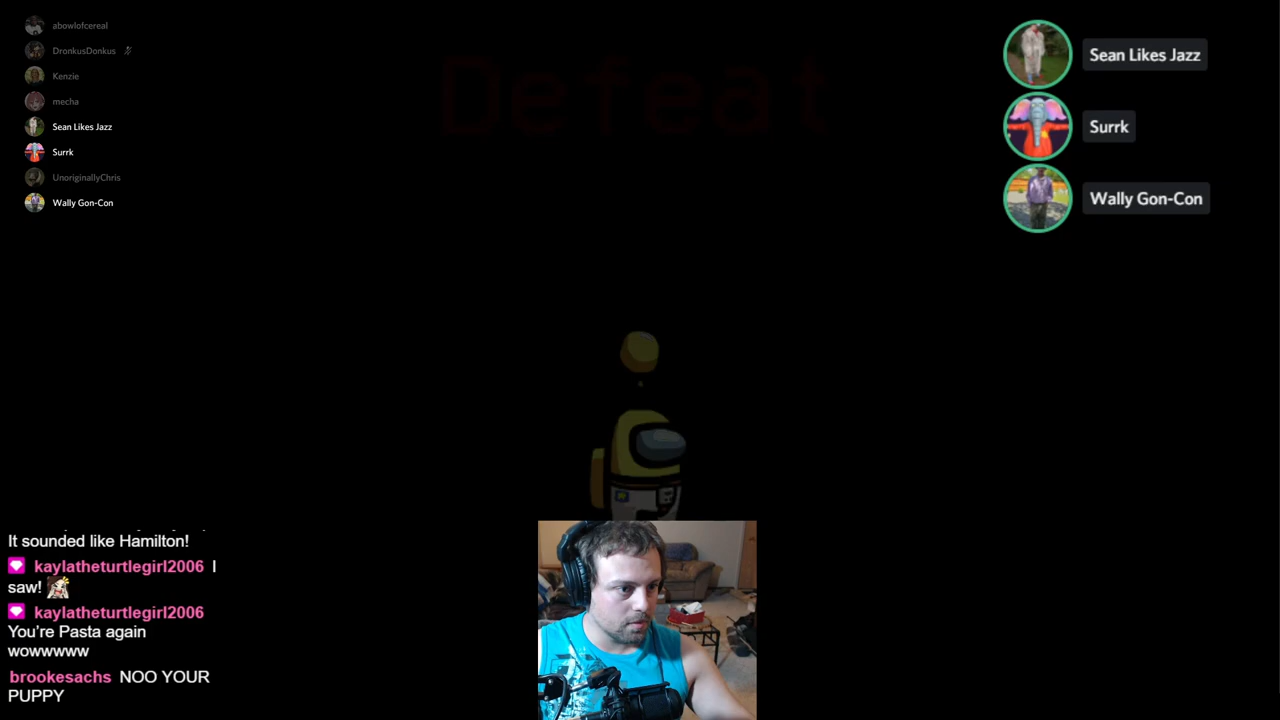 abowlofcereal
DronkusDonkus
Kenzie
mecha
Sean Likes Jazz
Surrk
UnoriginallyChris
Wally Gon-Con
Defeat
Sean Likes Jazz
Surrk
Wally Gon-Con
It sounded like Hamilton!
kaylatheturtlegirl2006 I
saw!
kaylatheturtlegirl2006
You're Pasta again
wowwwww
brookesachs NOO YOUR
PUPPY